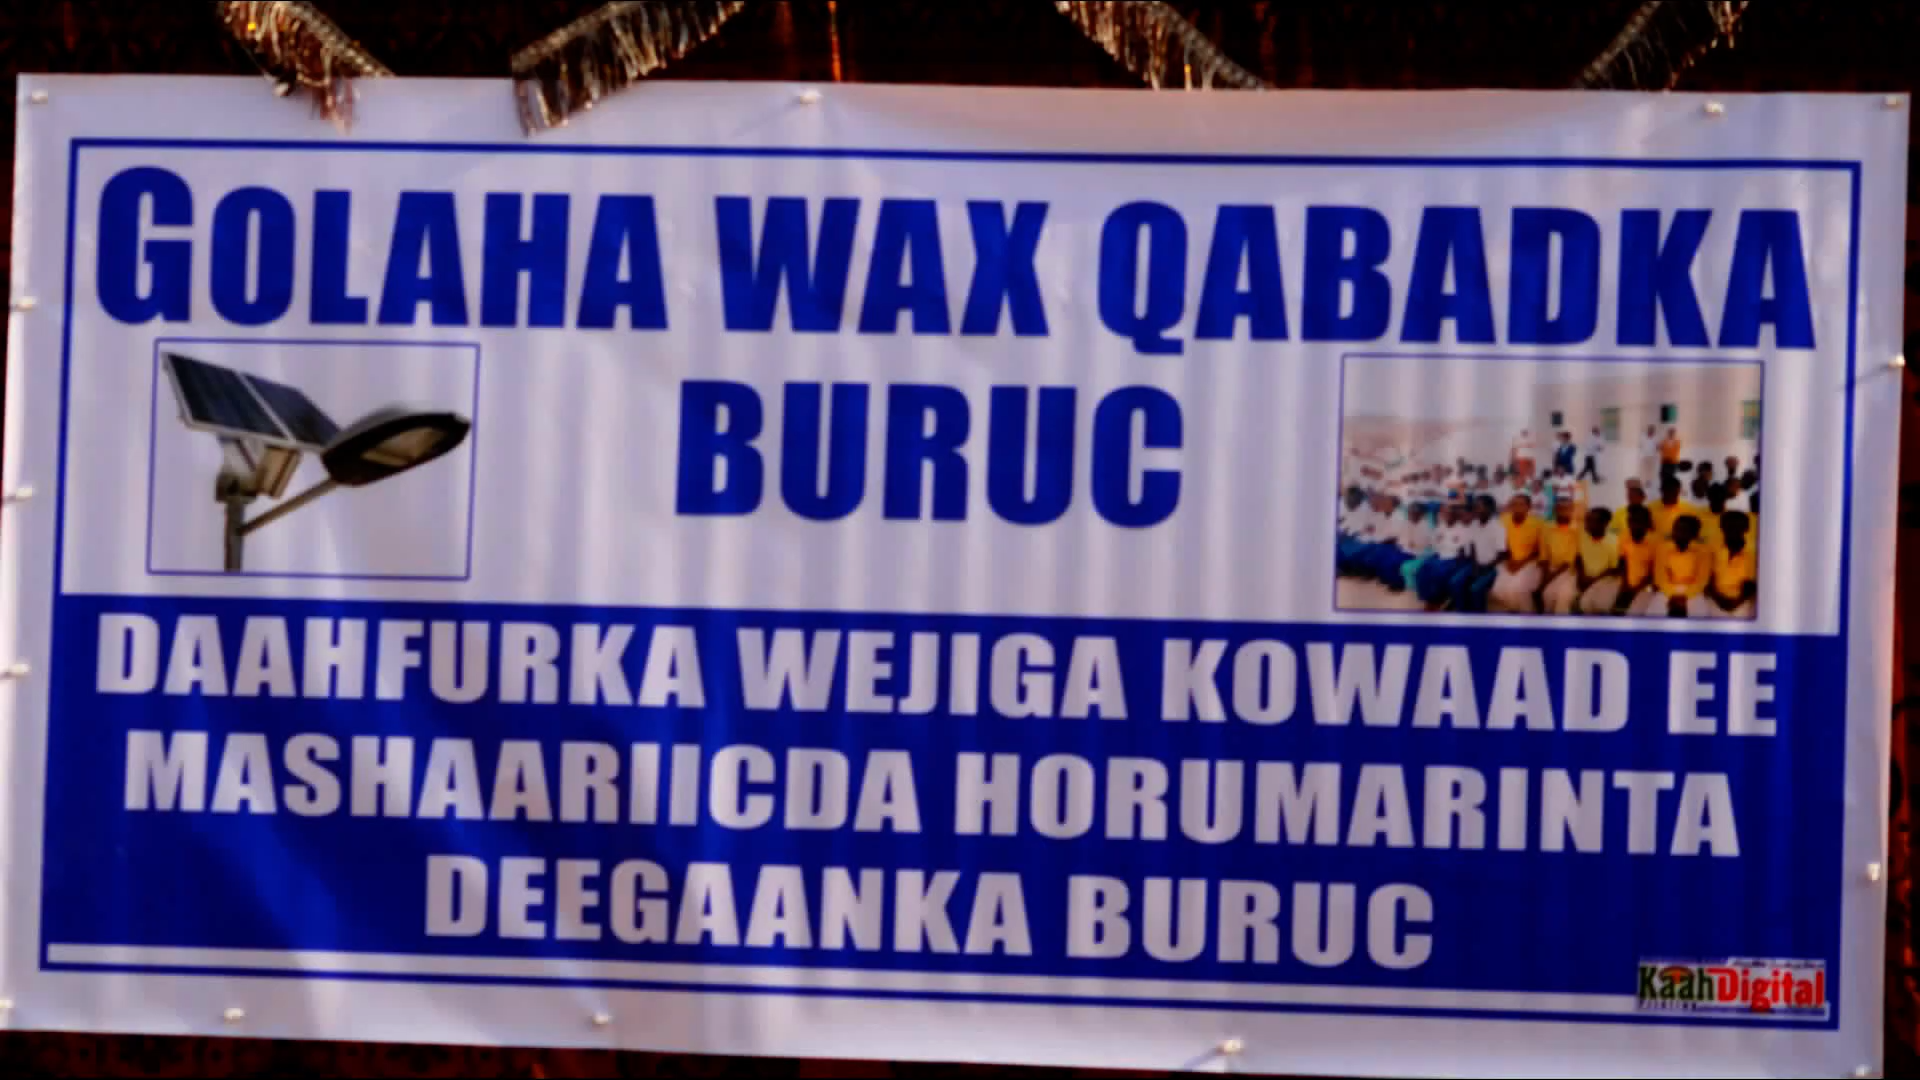 GOLAHA WAX QABADKA
BURUC
DAAHFURKA WEJIGA KOWAAD EE
MASHAARIICDA HORUMARINTA
DEEGAANKA BURUC
KaahDigital